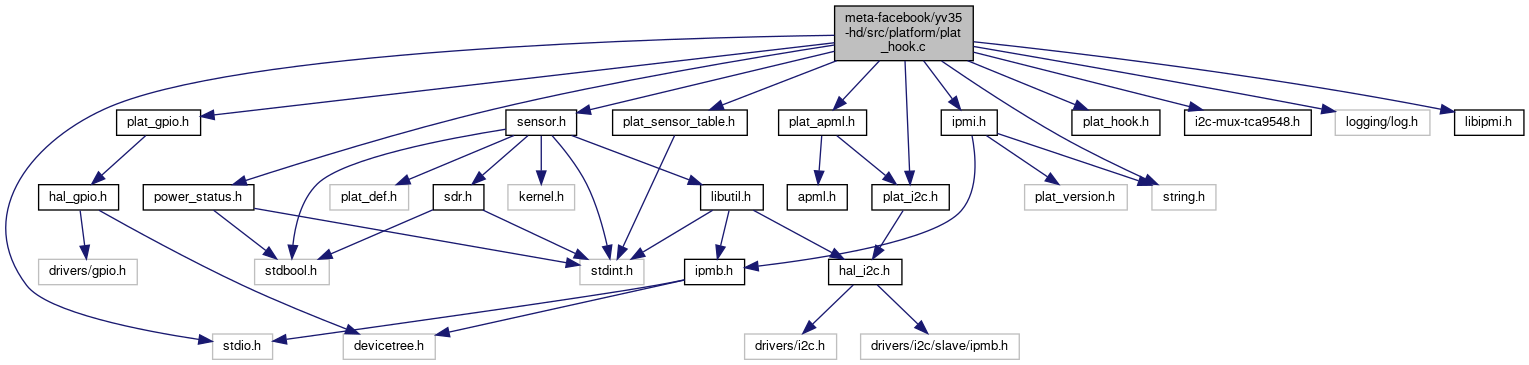 meta-facebook/yv35
-hd/src/platform/plat
_hook.c
plat_gpio.h
sensor.h
plat_sensor_table.h
plat_apml.h
ipmi.h
plat_hook.h
i2c-mux-tca9548.h
logging/log.h
libipmi.h
hal_gpio.h
power_status.h
plat_def.h
sdr.h
kernel.h
libutil.h
apml.h
plat_i2c.h
plat_version.h
string.h
drivers/gpio.h
stdbool.h
stdint.h
ipmb.h
hal_i2c.h
stdio.h
devicetree.h
drivers/i2c.h
drivers/i2c/slave/ipmb.h